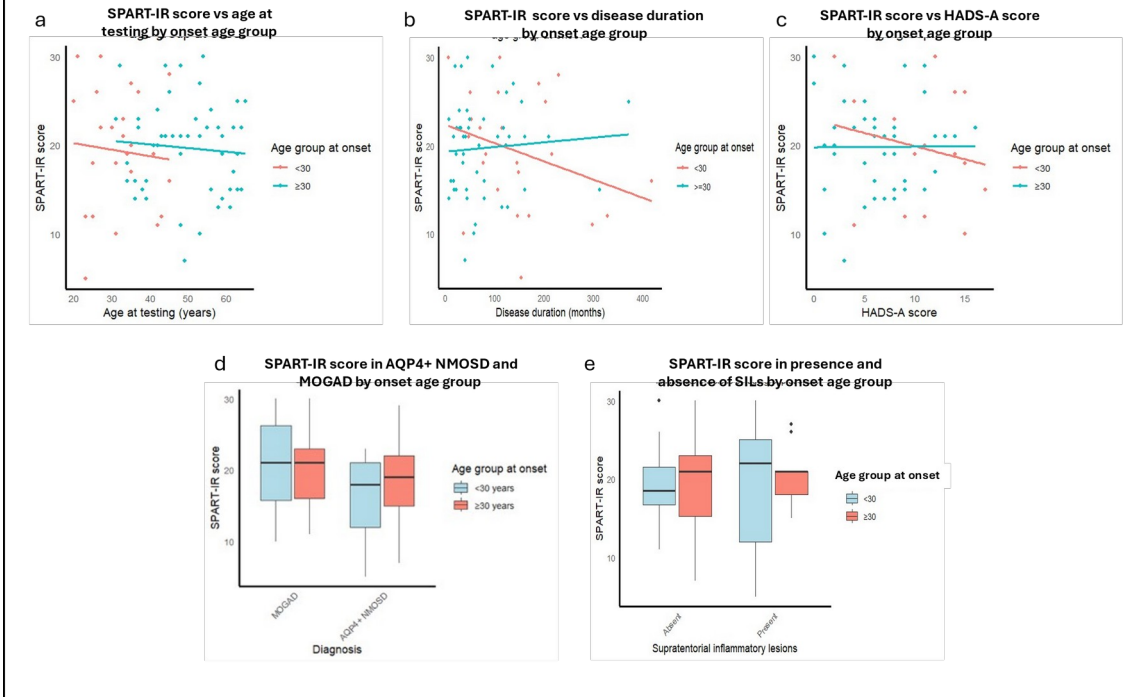 a
SPART-IR score vs age at
testing by onset age group
30
20
10
SPART-IR score
20 30 40 50 60
Age at testing (years)
Age group at onset
<30
≥30
b
SPART-IR score vs disease duration
by onset age group
30
20
10
SPART-IR score
0 100 200 300 400
Disease duration (months)
Age group at onset
<30
>=30
c
SPART-IR score vs HADS-A score
by onset age group
30
20
10
SPART-IR score
0 5 10 15
HADS-A score
Age group at onset
<30
≥30
d
SPART-IR score in AQP4+ NMOSD and
MOGAD by onset age group
30
20
10
SPART-IR score
MOGAD
AQP4+ NMOSD
Diagnosis
Age group at onset
<30 years
≥30 years
e
SPART-IR score in presence and
absence of SILs by onset age group
30
20
10
SPART-IR score
Absent
Present
Supratentorial inflammatory lesions
Age group at onset
<30
≥30